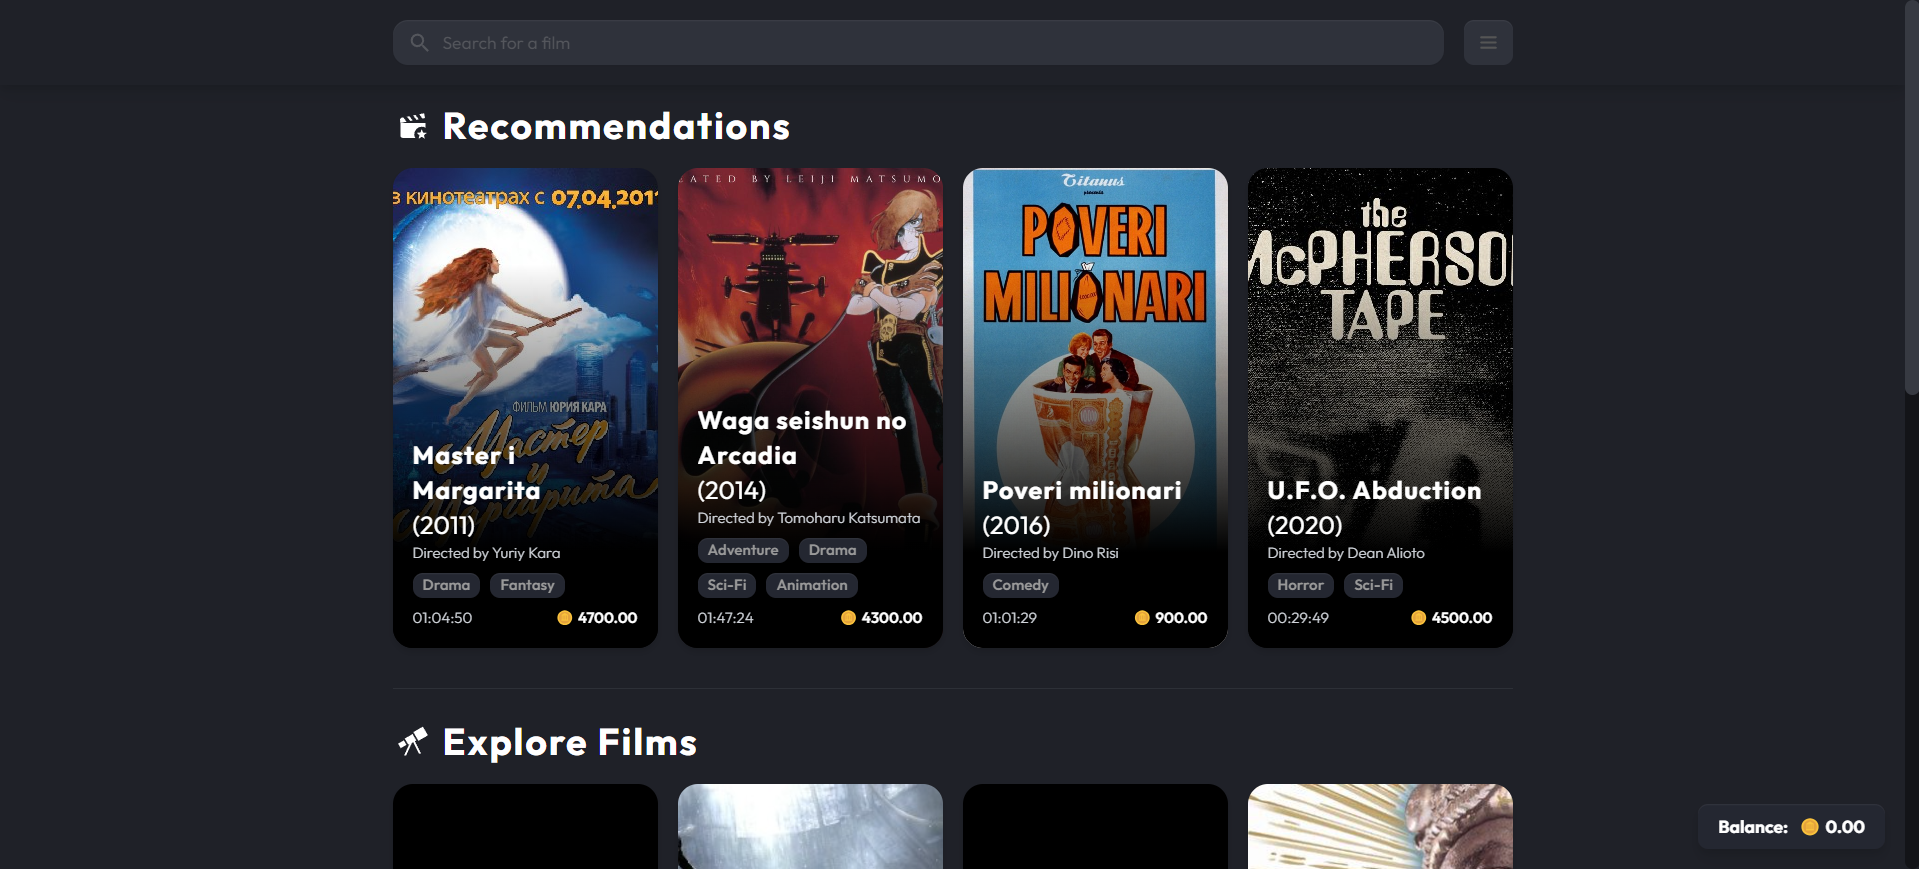 Search for a film
Recommendations
В КИНОТЕАТРАХ С 07.04.2011
ФИЛЬМ ЮРИЯ КАРА
Мастер
и
Маргарита
Master i
Margarita
(2011)
Directed by Yuriy Kara
Drama Fantasy
01:04:50 4700.00
EATED BY LEIJI MATSUMO
Waga seishun no
Arcadia
(2014)
Directed by Tomoharu Katsumata
Adventure Drama
Sci-Fi Animation
01:47:24 4300.00
Titanus
presenta
POVERI
MILIONARI
Poveri milionari
(2016)
Directed by Dino Risi
Comedy
01:01:29 900.00
the
McPHERSON
TAPE
U.F.O. Abduction
(2020)
Directed by Dean Alioto
Horror Sci-Fi
00:29:49 4500.00
Explore Films
Balance: 0.00